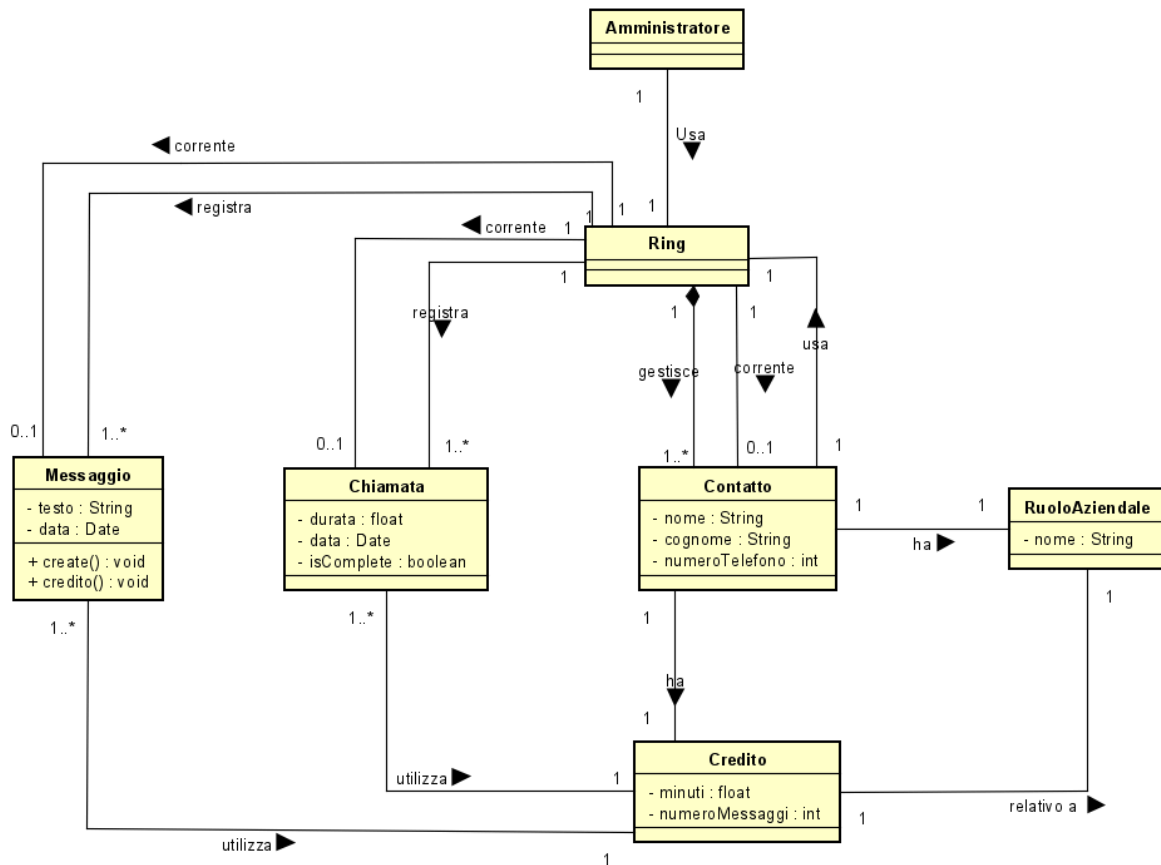 Amministratore
1
Usa
corrente
registra
1
1
1
1
corrente
Ring
1
1
registra
1
1
usa
gestisce
corrente
0..1
1..*
0..1
1..*
1..*
0..1
1
Messaggio
- testo : String
- data : Date
+ create() : void
+ credito() : void
Chiamata
- durata : float
- data : Date
- isComplete : boolean
Contatto
- nome : String
- cognome : String
- numeroTelefono : int
1
1
ha
RuoloAziendale
- nome : String
1..*
1..*
1
1
ha
1
Credito
- minuti : float
- numeroMessaggi : int
utilizza
1
relativo a
1
utilizza
1